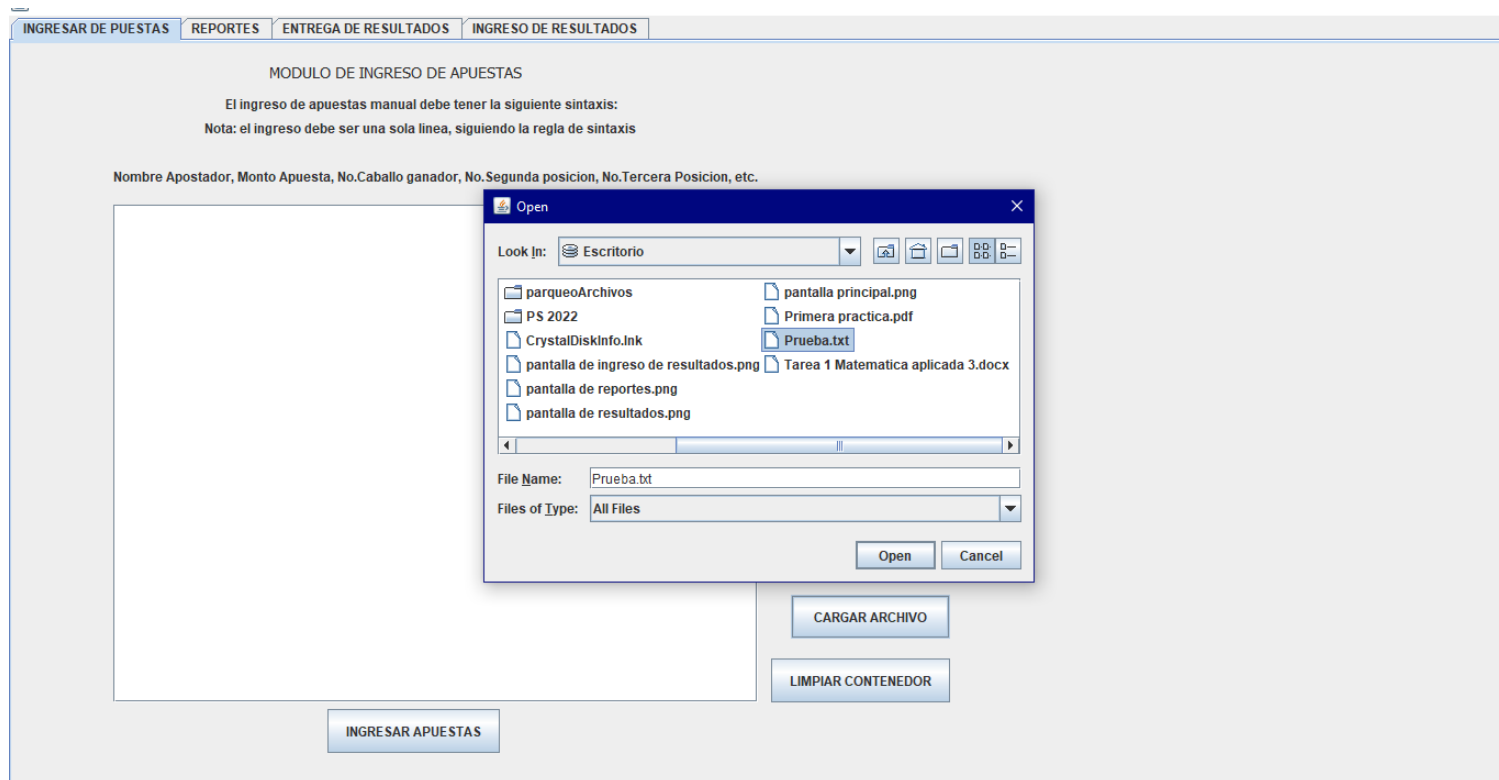 INGRESAR DE PUESTAS REPORTES ENTREGA DE RESULTADOS INGRESO DE RESULTADOS
MODULO DE INGRESO DE APUESTAS
El ingreso de apuestas manual debe tener la siguiente sintaxis:
Nota: el ingreso debe ser una sola linea, siguiendo la regla de sintaxis
Nombre Apostador, Monto Apuesta, No.Caballo ganador, No.Segunda posicion, No.Tercera Posicion, etc.
Open
Look In: Escritorio
parqueoArchivos
PS 2022
CrystalDiskInfo.lnk
pantalla de ingreso de resultados.png
pantalla de reportes.png
pantalla de resultados.png
pantalla principal.png
Primera practica.pdf
Prueba.txt
Tarea 1 Matematica aplicada 3.docx
File Name: Prueba.txt
Files of Type: All Files
Open Cancel
CARGAR ARCHIVO
LIMPIAR CONTENEDOR
INGRESAR APUESTAS